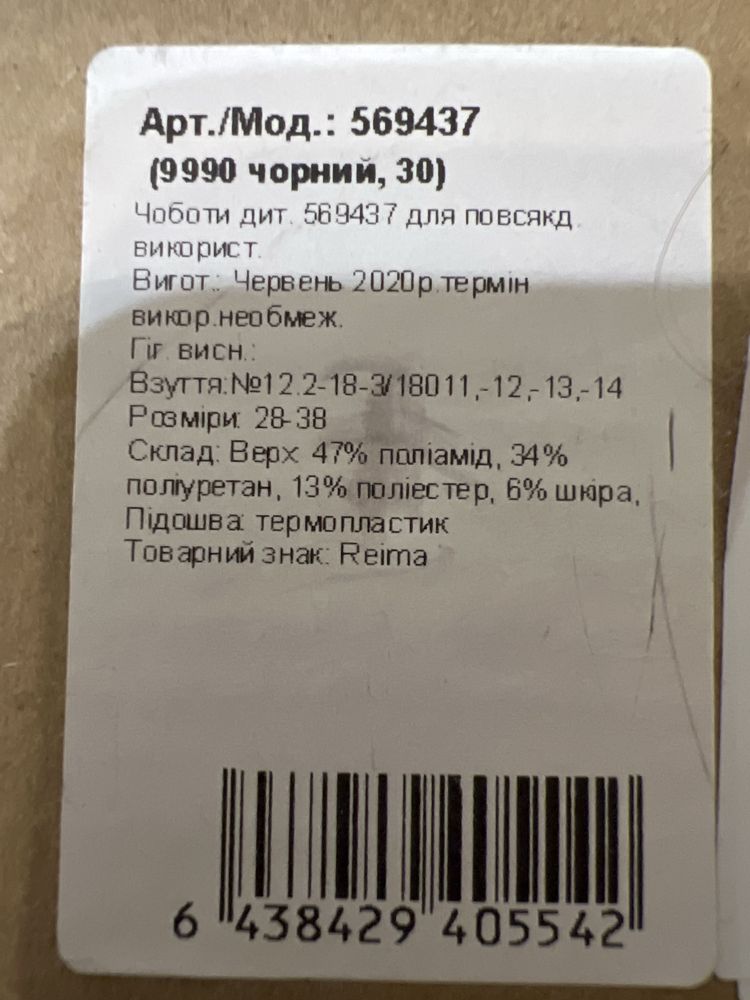 Арт./Мод.: 569437
(9990 чорний, 30)
Чоботи дит. 569437 для повсякд.
використ.
Вигот.: Червень 2020р.термін
викор.необмеж.
Гіг. висн.:
Взуття:№12.2-18-3/18011,-12,-13,-14
Розміри: 28-38
Склад: Верх: 47% поліамід, 34%
поліуретан, 13% поліестер, 6% шкіра,
Підошва: термопластик
Товарний знак: Reima
6 438429 405542